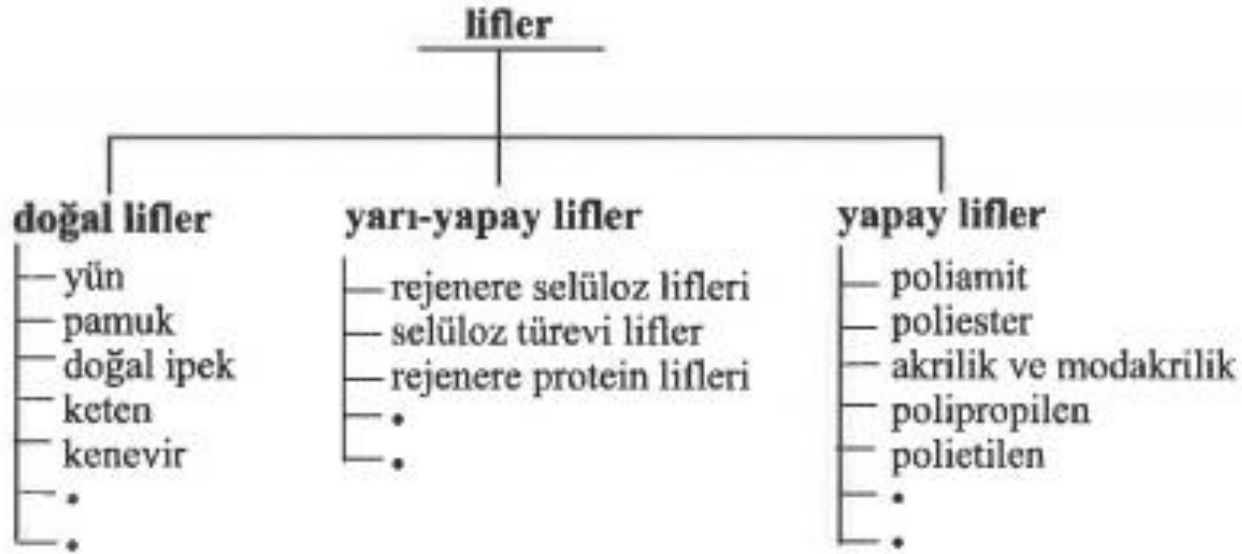 lifler
doğal lifler
yün
pamuk
doğal ipek
keten
kenevir
•
•
yarı-yapay lifler
rejenere selüloz lifleri
selüloz türevi lifler
rejenere protein lifleri
•
•
yapay lifler
poliamit
poliester
akrilik ve modakrilik
polipropilen
polietilen
•
•